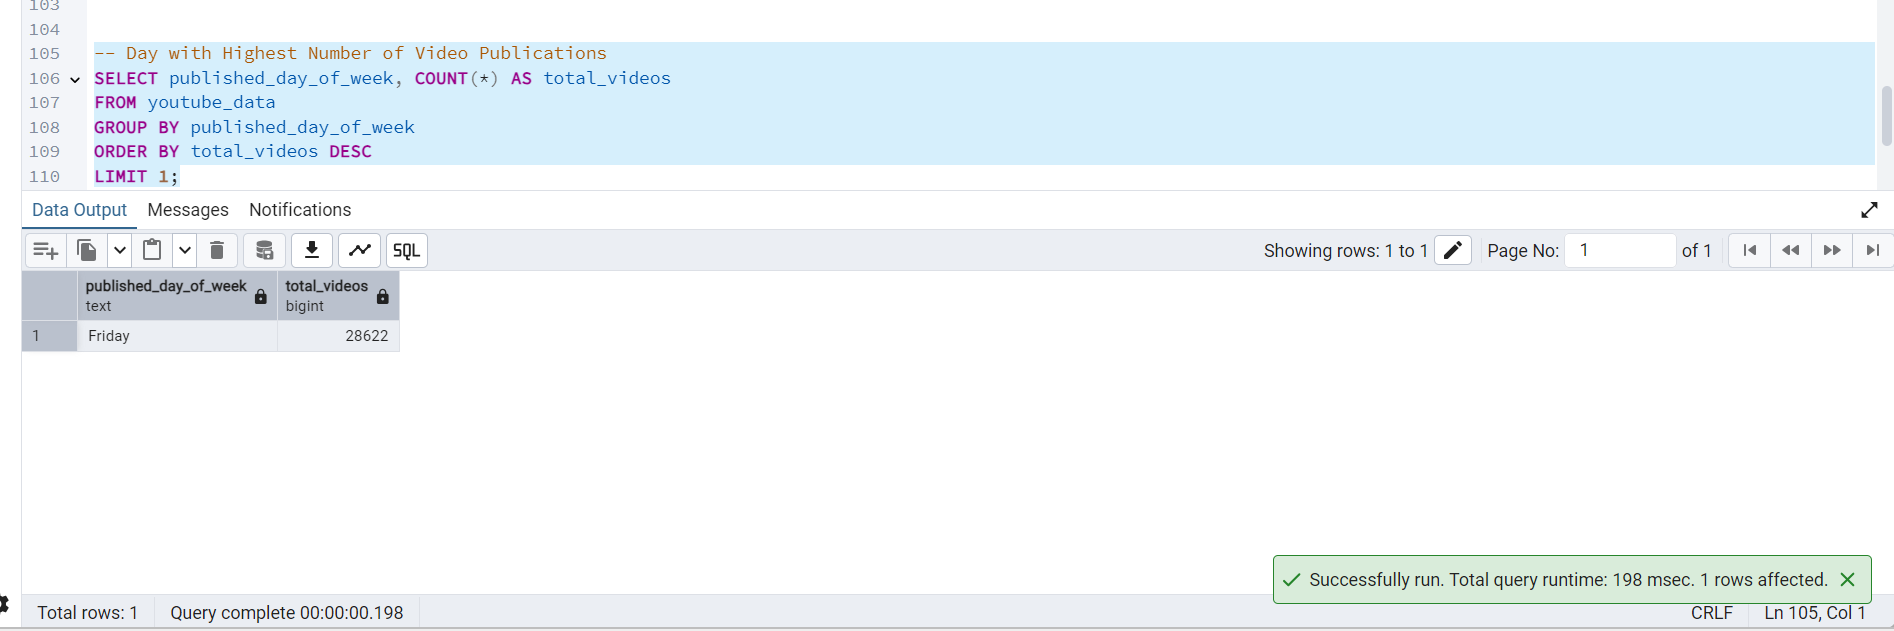 103
104
105 -- Day with Highest Number of Video Publications
106 SELECT published_day_of_week, COUNT(*) AS total_videos
107 FROM youtube_data
108 GROUP BY published_day_of_week
109 ORDER BY total_videos DESC
110 LIMIT 1;
Data Output Messages Notifications
SQL Showing rows: 1 to 1 Page No: 1 of 1
published_day_of_week total_videos
text bigint
1 Friday 28622
Successfully run. Total query runtime: 198 msec. 1 rows affected.
Total rows: 1 Query complete 00:00:00.198 CRLF Ln 105, Col 1